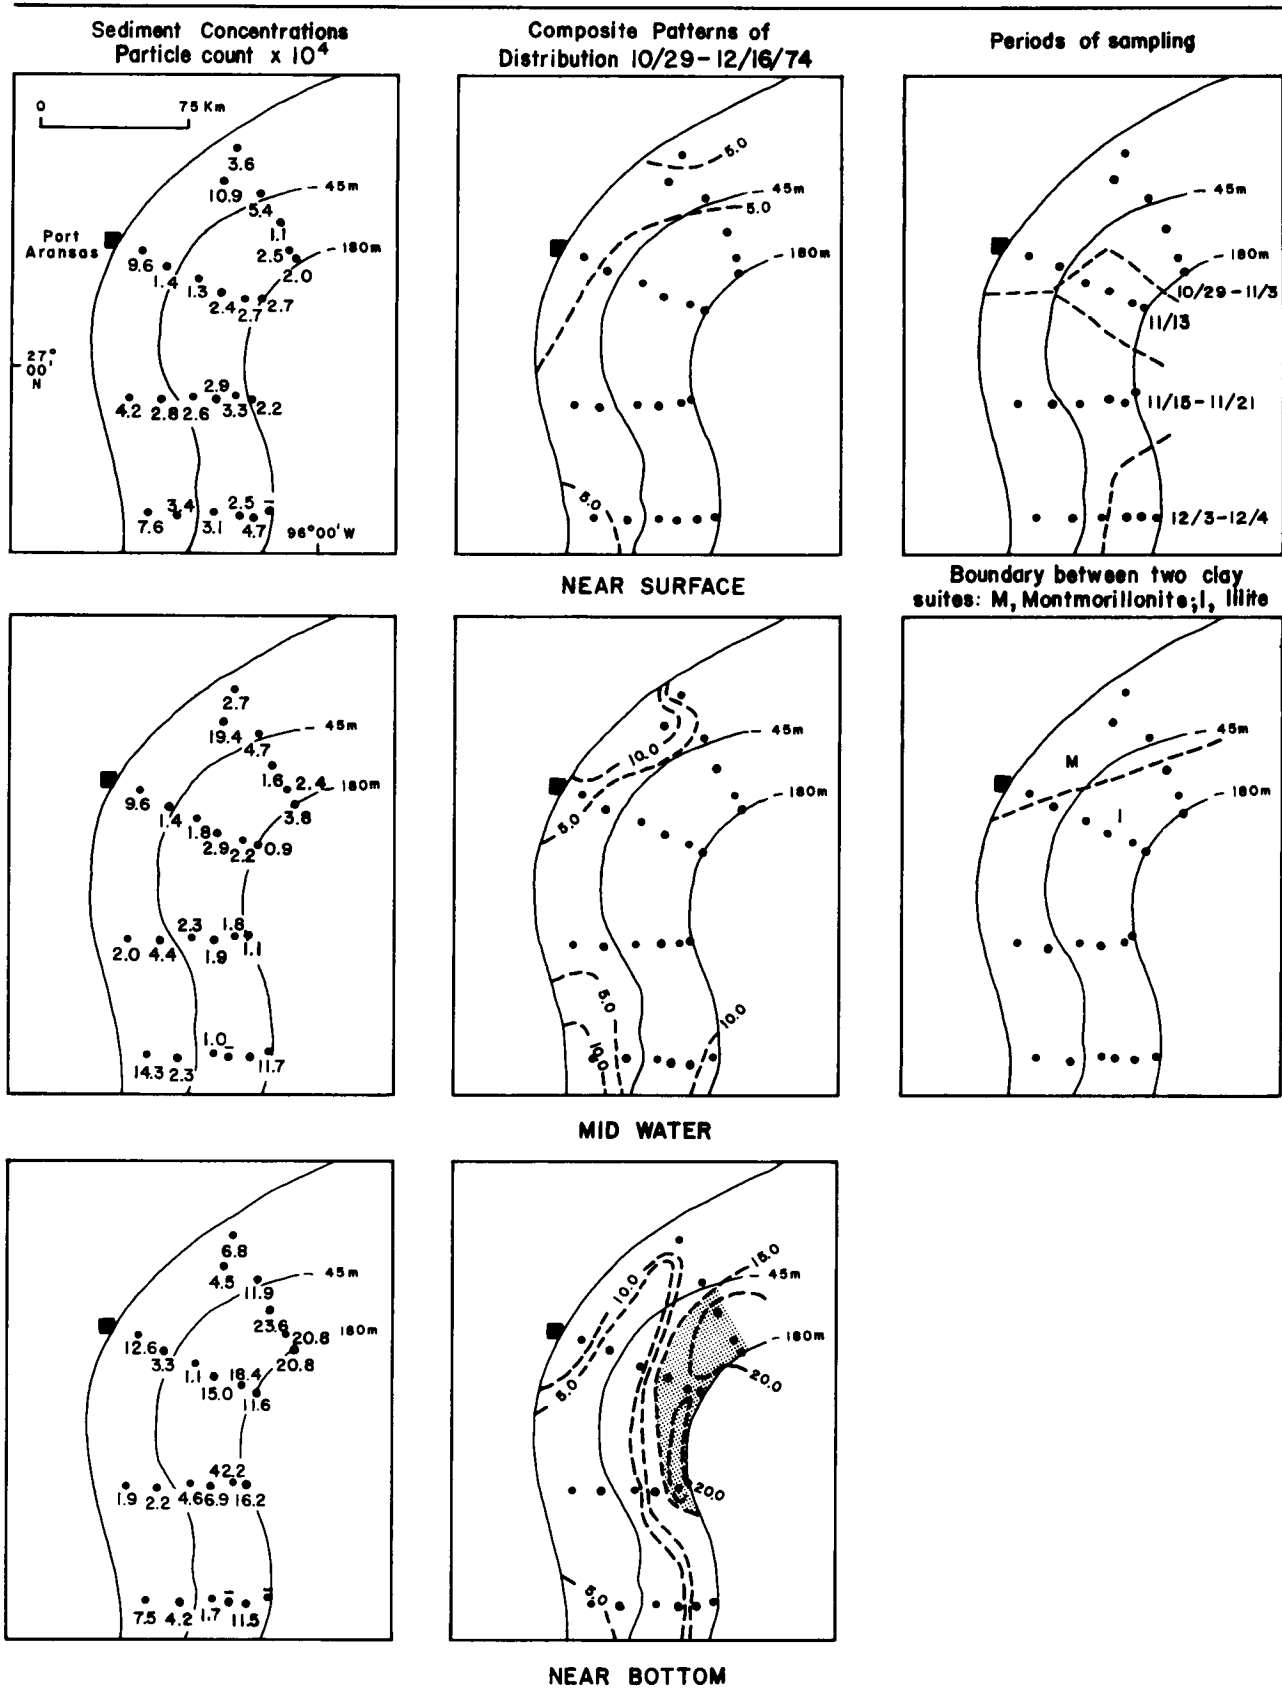 Sediment Concentrations
Particle count x 10⁴
Composite Patterns of
Distribution 10/29-12/16/74
Periods of sampling
0 75 Km
3.6
10.9
5.4
45m
1.1
2.5
180m
2.0
Port
Aransas
9.6
1.4
1.3
2.4
2.7
2.7
27°
00'
N
4.2
2.8
2.6
2.9
3.3
2.2
7.6
3.4
3.1
2.5
4.7
–
96°00'W
5.0
45m
5.0
180m
5.0
45m
180m
10/29-11/3
11/13
11/15-11/21
12/3-12/4
NEAR SURFACE
Boundary between two clay
suites: M, Montmorillonite; I, Illite
2.7
19.4
4.7
45m
1.6
2.4
180m
3.8
9.6
1.4
1.8
2.9
2.2
0.9
2.0
4.4
2.3
1.9
1.8
1.1
14.3
2.3
1.0
–
11.7
10.0
45m
5.0
180m
5.0
10.0
10.0
45m
M
I
180m
MID WATER
6.8
4.5
11.9
45m
23.6
20.8
180m
20.8
12.6
3.3
1.1
15.0
18.4
11.6
1.9
2.2
4.6
6.9
42.2
16.2
7.5
4.2
1.7
–
11.5
–
10.0
15.0
45m
5.0
180m
20.0
20.0
5.0
NEAR BOTTOM